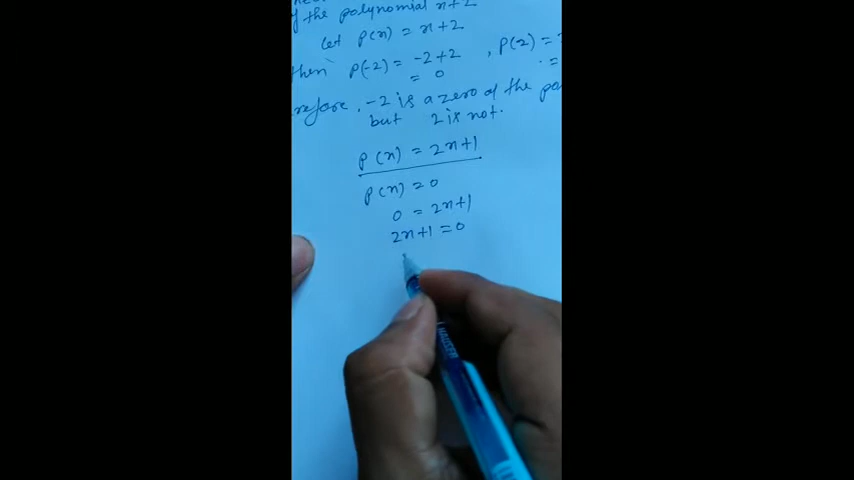 of the polynomial x+2
let p(x) = x+2
then p(-2) = -2+2 , p(2) =
= 0 =
, -2 is a zero of the
but 2 is not.
p(x) = 2x+1
p(x) = 0
0 = 2x+1
2x+1 = 0
HAUSER